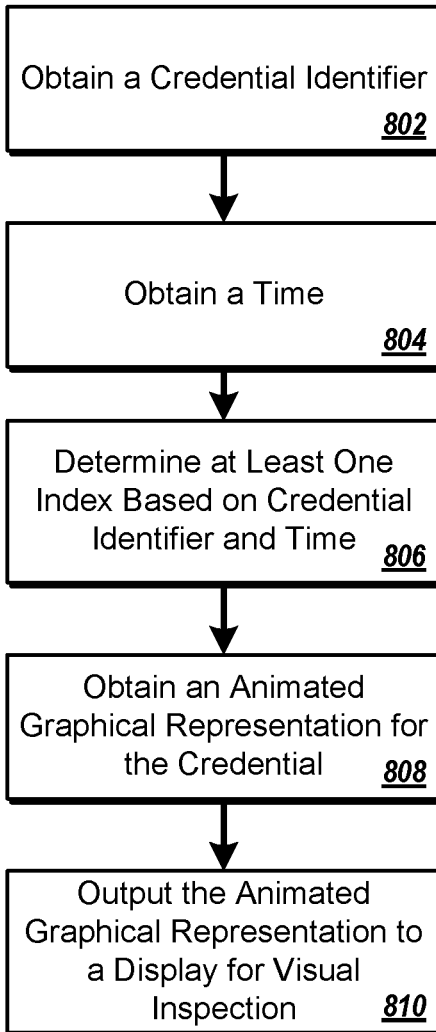 Obtain a Credential Identifier
802
Obtain a Time
804
Determine at Least One
Index Based on Credential
Identifier and Time
806
Obtain an Animated
Graphical Representation for
the Credential
808
Output the Animated
Graphical Representation to
a Display for Visual
Inspection
810